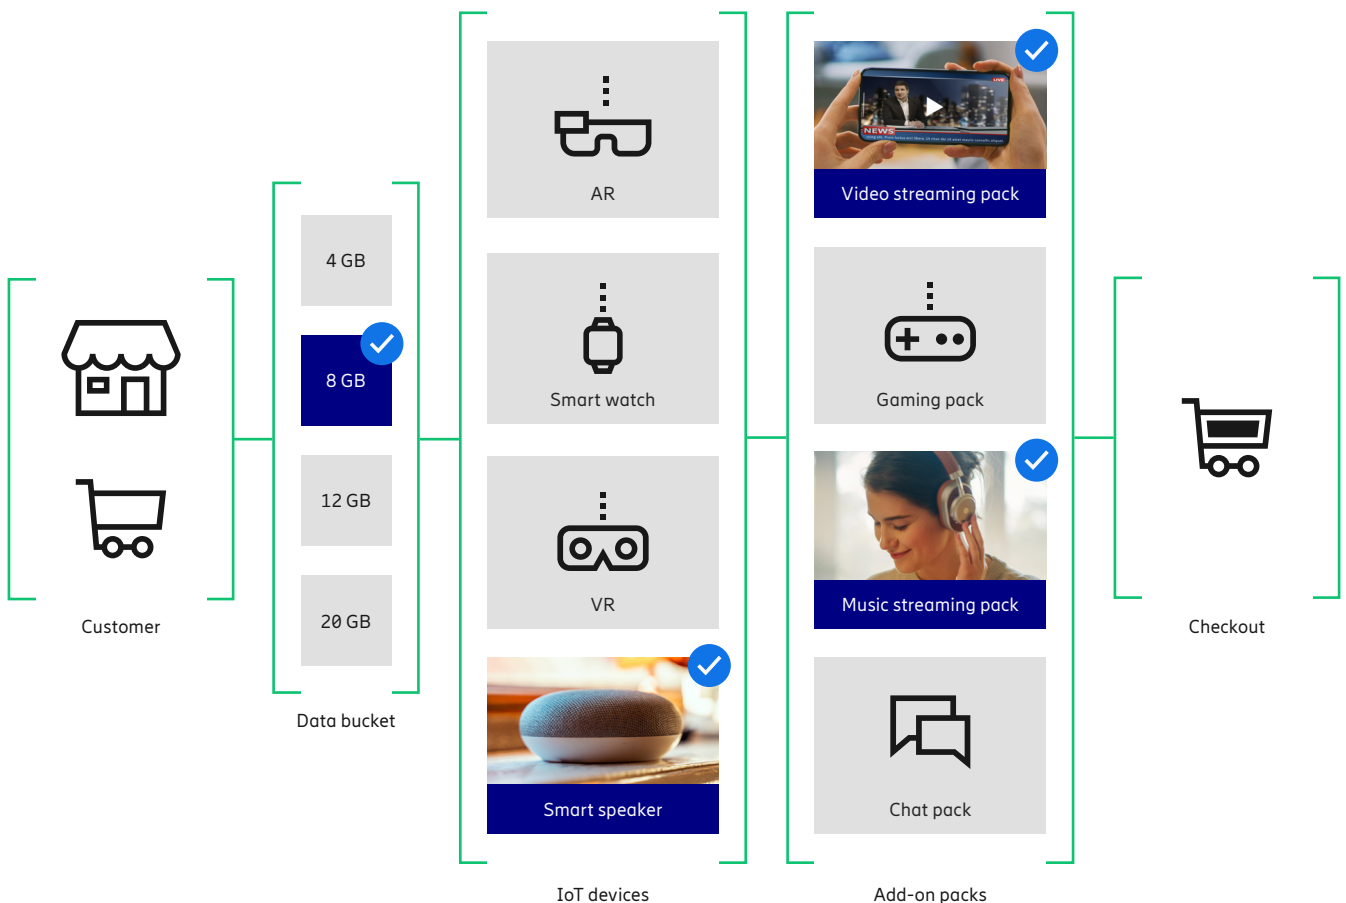 Customer
4 GB
8 GB
12 GB
20 GB
Data bucket
AR
Smart watch
VR
Smart speaker
IoT devices
LIVE
NEWS
Video streaming pack
Gaming pack
Music streaming pack
Chat pack
Add-on packs
Checkout